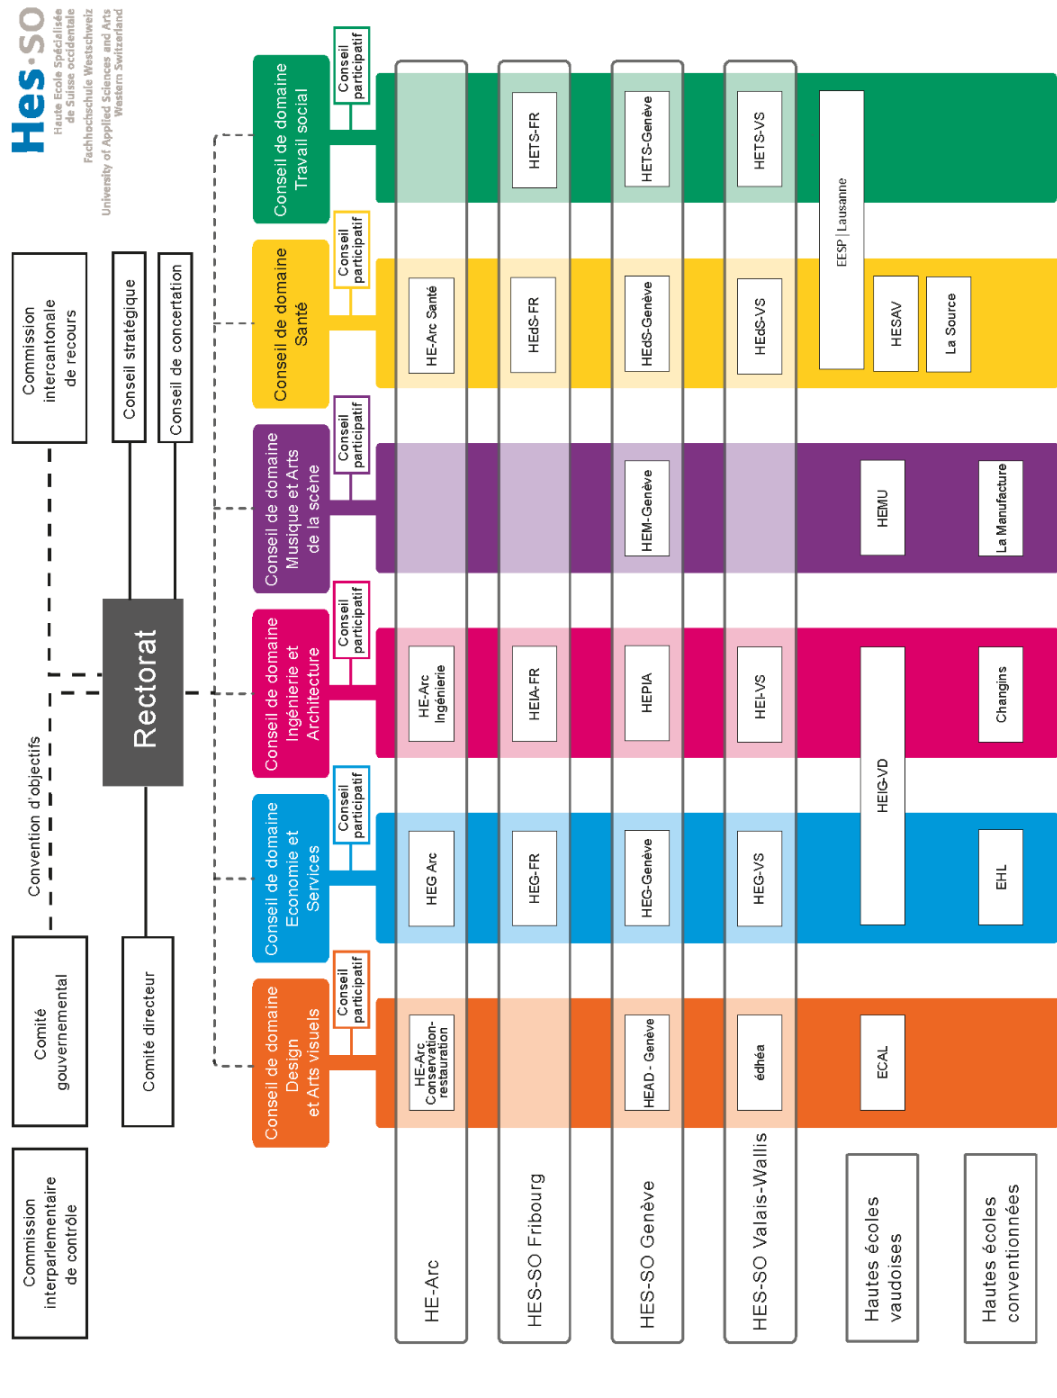 Hes·SO
Haute Ecole Spécialisée
de Suisse occidentale
Fachhochschule Westschweiz
University of Applied Sciences and Arts
Western Switzerland
Commission
interparlementaire
de contrôle
Comité
gouvernemental
Convention d'objectifs
Commission
intercantonale
de recours
Comité directeur
Rectorat
Conseil stratégique
Conseil de concertation
Conseil de domaine
Design
et Arts visuels
Conseil de domaine
Economie et
Services
Conseil de domaine
Ingénierie et
Architecture
Conseil de domaine
Musique et Arts
de la scène
Conseil de domaine
Santé
Conseil de domaine
Travail social
Conseil
participatif
Conseil
participatif
Conseil
participatif
Conseil
participatif
Conseil
participatif
Conseil
participatif
HE-Arc
HE-Arc
Conservation-
restauration
HEG Arc
HE-Arc
Ingénierie
HE-Arc Santé
HES-SO Fribourg
HEG-FR
HEIA-FR
HEdS-FR
HETS-FR
HES-SO Genève
HEAD - Genève
HEG-Genève
HEPIA
HEM-Genève
HEdS-Genève
HETS-Genève
HES-SO Valais-Wallis
édhéa
HEG-VS
HEI-VS
HEdS-VS
HETS-VS
Hautes écoles
vaudoises
ECAL
HEIG-VD
HEMU
EESP|Lausanne
HESAV
La Source
Hautes écoles
conventionnées
EHL
Changins
La Manufacture